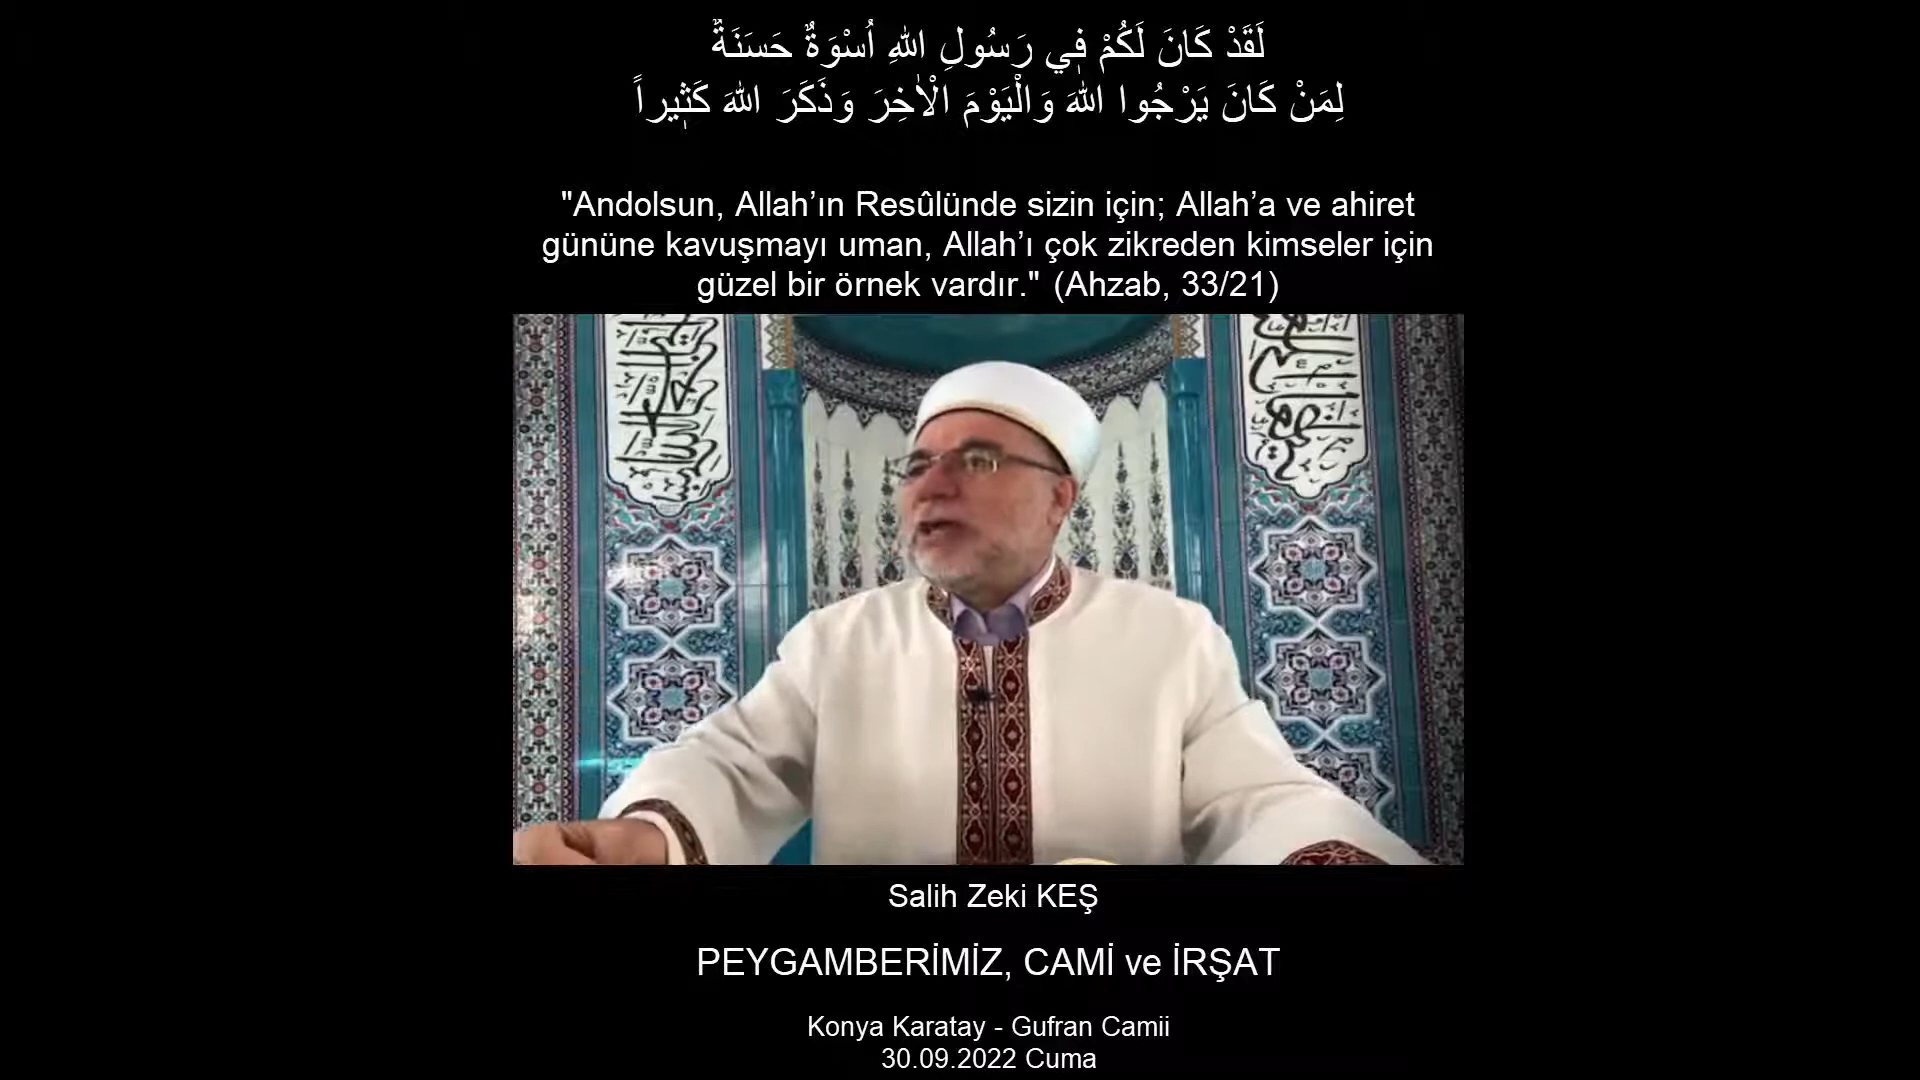 لَقَدْ كَانَ لَكُمْ فٖي رَسُولِ اللّٰهِ اُسْوَةٌ حَسَنَةٌ
لِمَنْ كَانَ يَرْجُوا اللّٰهَ وَالْيَوْمَ الْاٰخِرَ وَذَكَرَ اللّٰهَ كَثٖيراً
"Andolsun, Allah’ın Resûlünde sizin için; Allah’a ve ahiret
gününe kavuşmayı uman, Allah’ı çok zikreden kimseler için
güzel bir örnek vardır." (Ahzab, 33/21)
Salih Zeki KEŞ
PEYGAMBERİMİZ, CAMİ ve İRŞAT
Konya Karatay - Gufran Camii
30.09.2022 Cuma